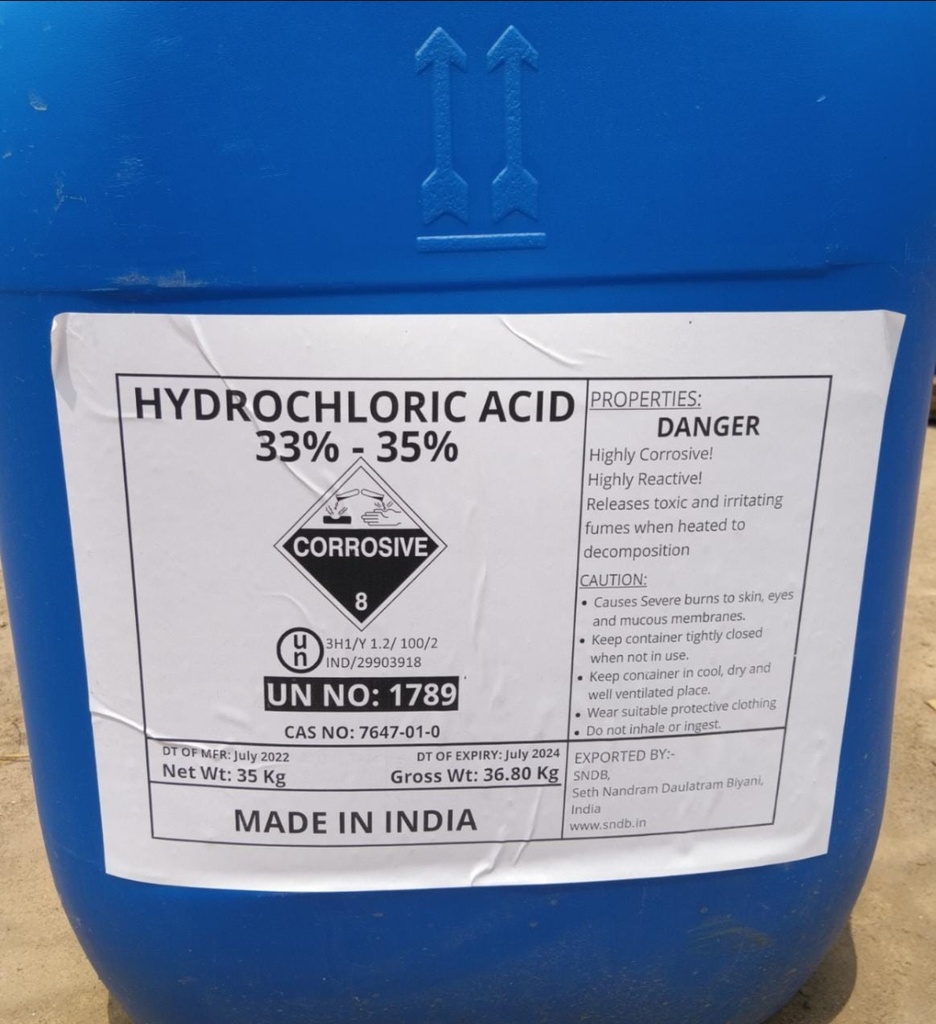 HYDROCHLORIC ACID
33% - 35%
CORROSIVE
8
un
3H1/Y 1.2/ 100/2
IND/29903918
UN NO: 1789
CAS NO: 7647-01-0
DT OF MFR: July 2022
DT OF EXPIRY: July 2024
Net Wt: 35 Kg
Gross Wt: 36.80 Kg
MADE IN INDIA
PROPERTIES:
DANGER
Highly Corrosive!
Highly Reactive!
Releases toxic and irritating
fumes when heated to
decomposition
CAUTION:
• Causes Severe burns to skin, eyes
and mucous membranes.
• Keep container tightly closed
when not in use.
• Keep container in cool, dry and
well ventilated place.
• Wear suitable protective clothing
• Do not inhale or ingest.
EXPORTED BY:-
SNDB,
Seth Nandram Daulatram Biyani,
India
www.sndb.in